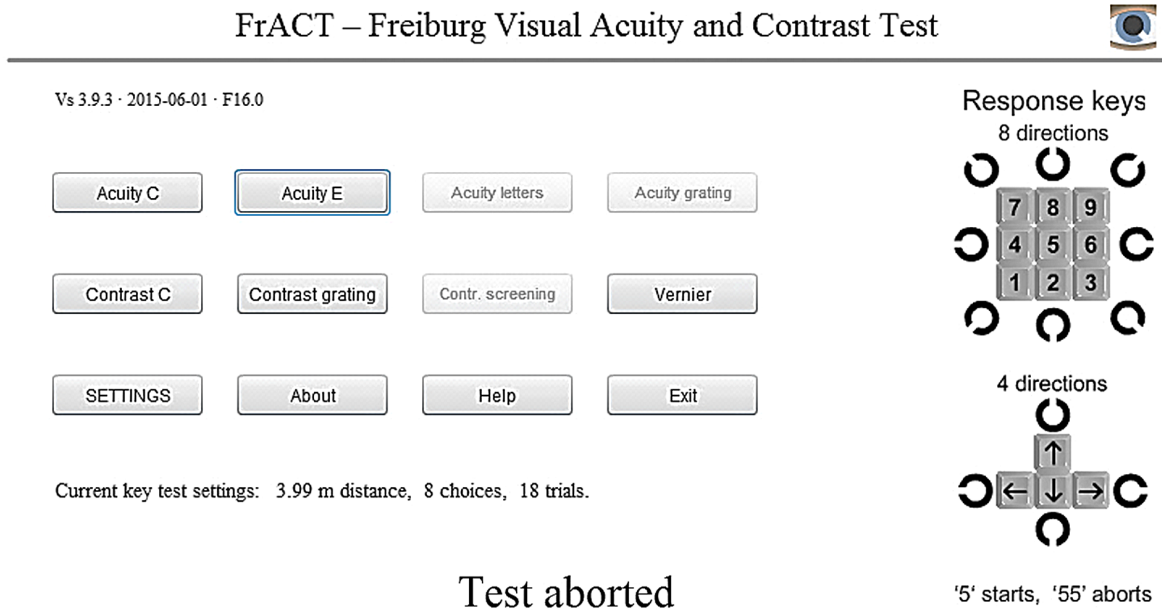 FrACT – Freiburg Visual Acuity and Contrast Test
Vs 3.9.3 · 2015-06-01 · F16.0
Acuity C
Acuity E
Acuity letters
Acuity grating
Contrast C
Contrast grating
Contr. screening
Vernier
SETTINGS
About
Help
Exit
Current key test settings: 3.99 m distance, 8 choices, 18 trials.
Test aborted
Response keys
8 directions
7 8 9
4 5 6
1 2 3
4 directions
↑
← ↓ →
'5' starts, '55' aborts